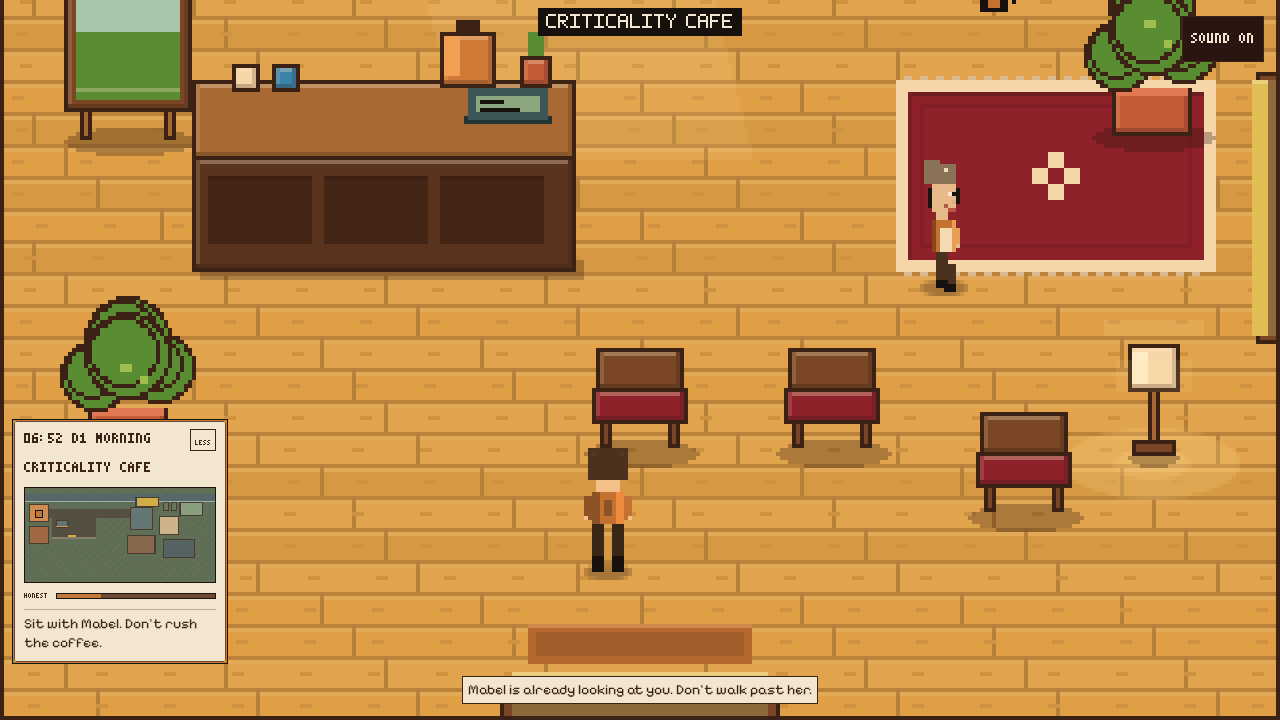 CRITICALITY CAFE
SOUND ON
06:52 D1 MORNING
LESS
CRITICALITY CAFE
HONEST
Sit with Mabel. Don't rush
the coffee.
Mabel is already looking at you. Don't walk past her.